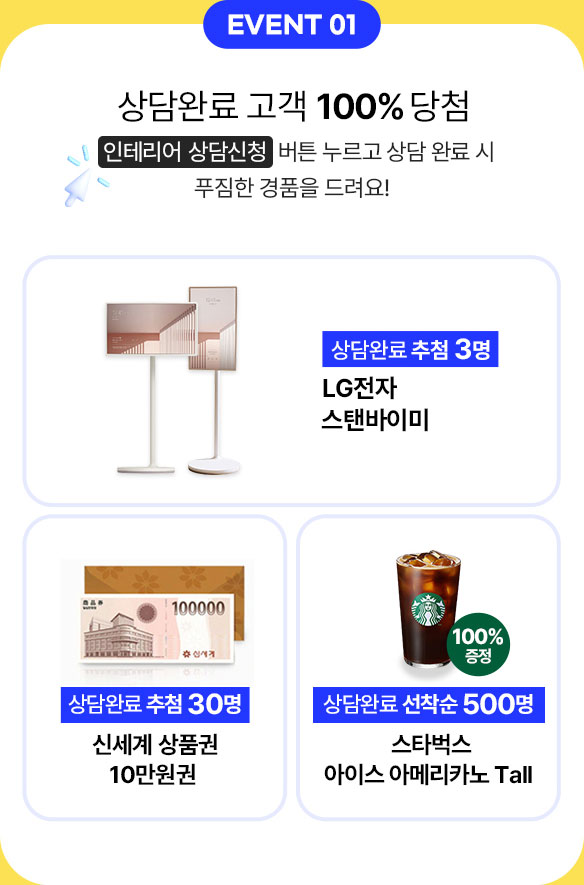 EVENT 01
상담완료 고객 100% 당첨
인테리어 상담신청 버튼 누르고 상담 완료 시
푸짐한 경품을 드려요!
상담완료 추첨 3명
LG전자
스탠바이미
商品券
100000
신세계
상담완료 추첨 30명
신세계 상품권
10만원권
100%
증정
상담완료 선착순 500명
스타벅스
아이스 아메리카노 Tall